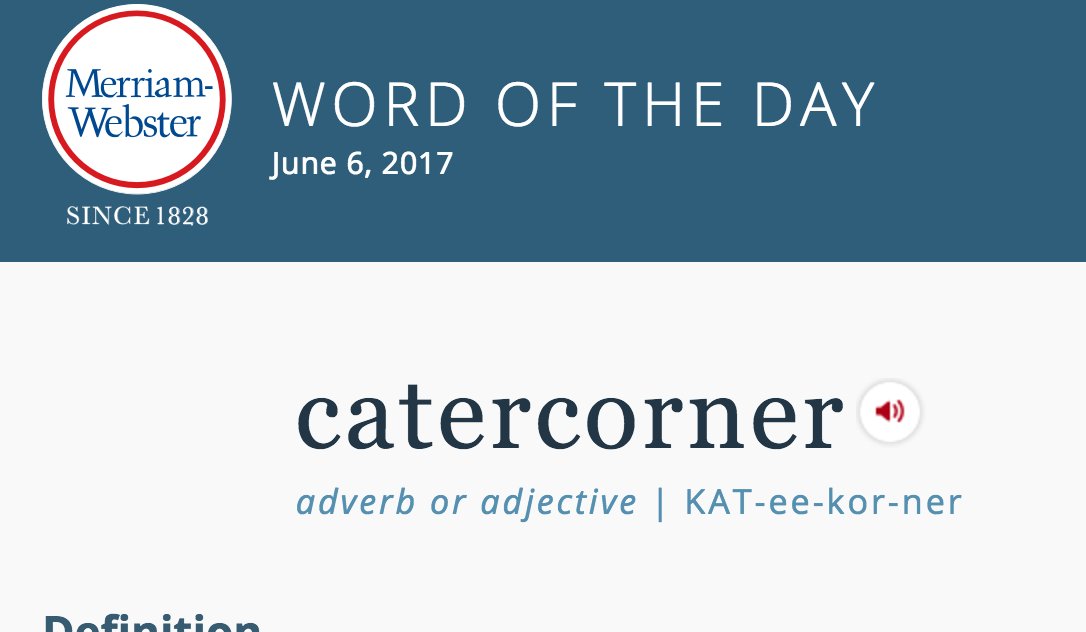 Merriam-
Webster
SINCE 1828
WORD OF THE DAY
June 6, 2017
catercorner
adverb or adjective | KAT-ee-kor-ner
Definition